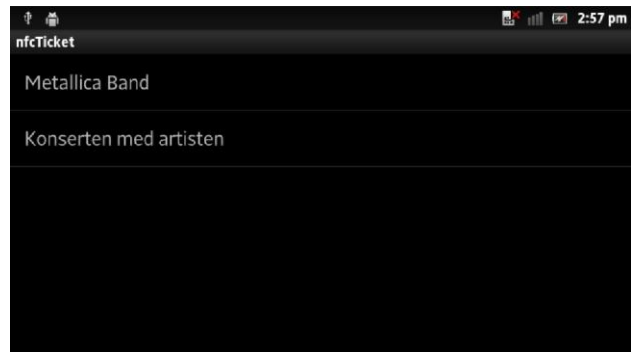 2:57 pm
nfcTicket
Metallica Band
Konserten med artisten